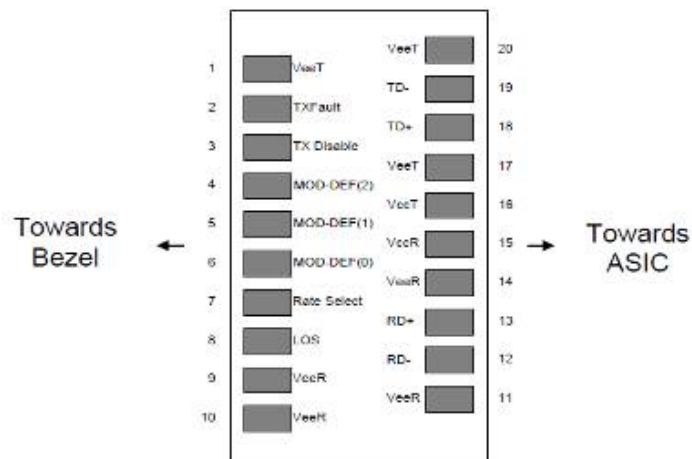 Towards
Bezel
1 VeeT
2 TXFault
3 TX Disable
4 MOD-DEF(2)
5 MOD-DEF(1)
6 MOD-DEF(0)
7 Rate Select
8 LOS
9 VeeR
10 VeeR
VeeT 20
TD- 19
TD+ 18
VeeT 17
VccT 16
VccR 15
VeeR 14
RD+ 13
RD- 12
VeeR 11
Towards
ASIC